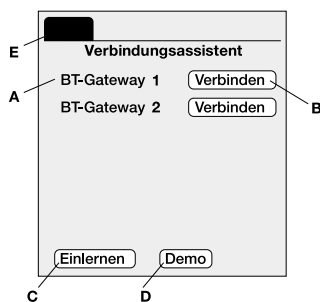 E
Verbindungsassistent
A BT-Gateway 1 Verbinden
B
BT-Gateway 2 Verbinden
Einlernen Demo
C D